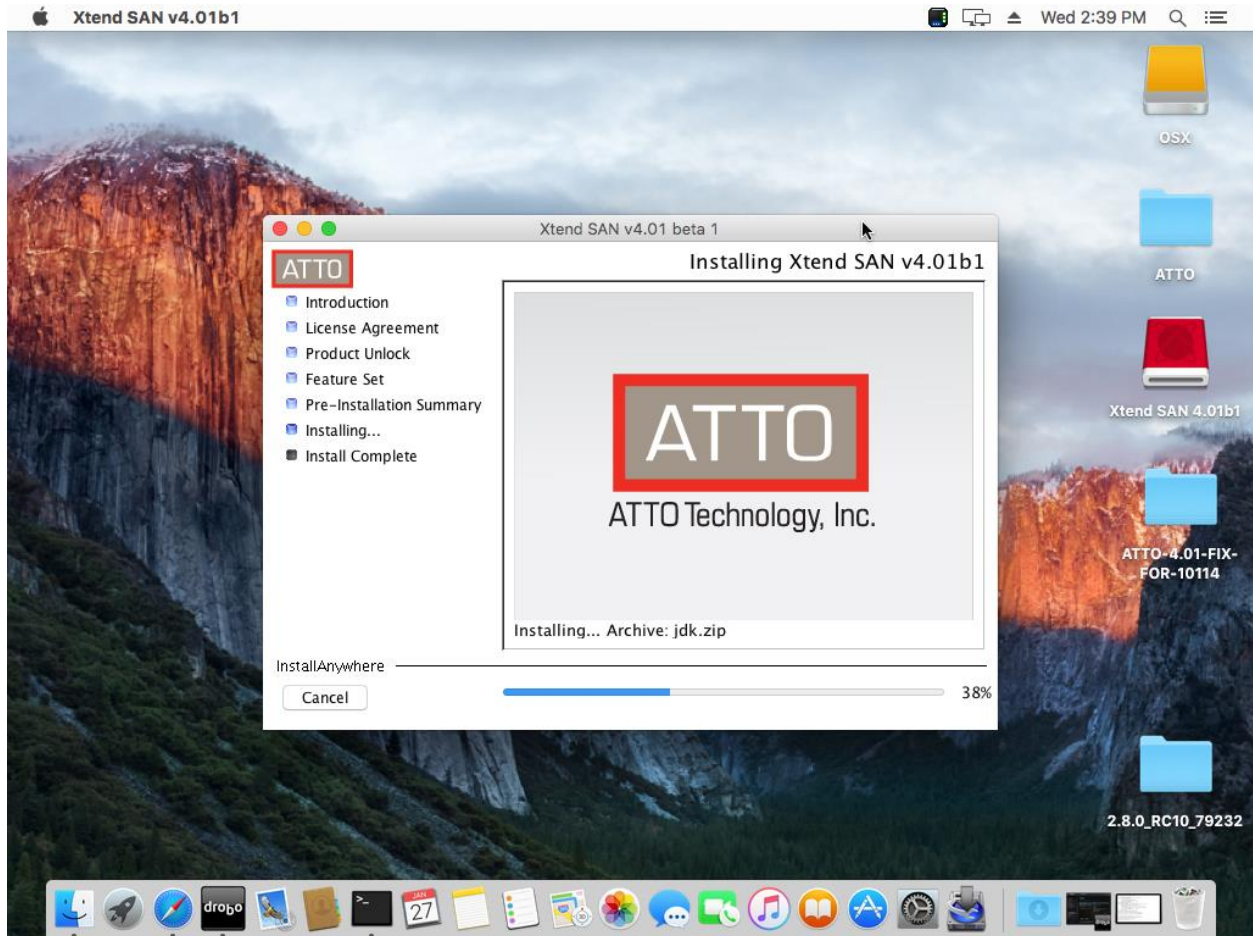 Xtend SAN v4.01b1
Wed 2:39 PM
OSX
ATTO
Xtend SAN 4.01b1
ATTO-4.01-FIX-
FOR-10114
2.8.0_RC10_79232
Xtend SAN v4.01 beta 1
ATTO
Installing Xtend SAN v4.01b1
Introduction
License Agreement
Product Unlock
Feature Set
Pre-Installation Summary
Installing...
Install Complete
ATTO
ATTO Technology, Inc.
Installing... Archive: jdk.zip
InstallAnywhere
Cancel
38%
drobo
JAN
27